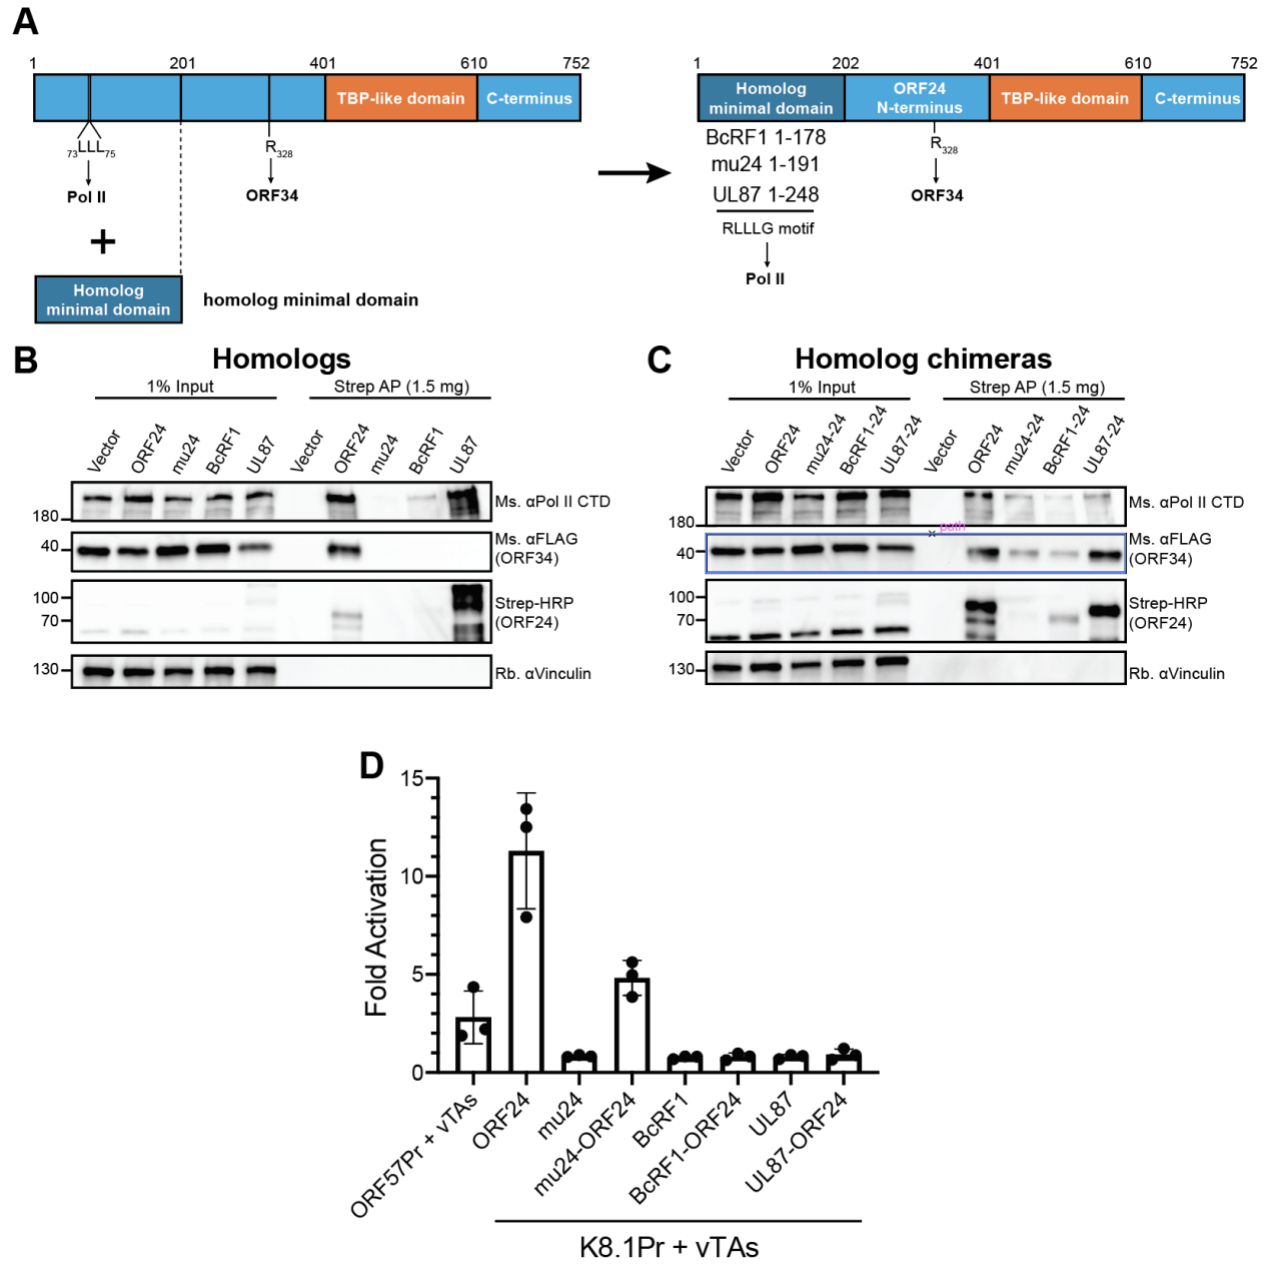 A
1 201 401 610 752
TBP-like domain C-terminus
73LLL75 R328
Pol II ORF34
+
Homolog
minimal domain
homolog minimal domain
1 202 401 610 752
Homolog
minimal domain
ORF24
N-terminus
TBP-like domain C-terminus
BcRF1 1-178
mu24 1-191
UL87 1-248
RLLLG motif
Pol II
R328
ORF34
B Homologs
1% Input Strep AP (1.5 mg)
Vector ORF24 mu24 BcRF1 UL87 Vector ORF24 mu24 BcRF1 UL87
180 Ms. αPol II CTD
40 Ms. αFLAG
(ORF34)
100 Strep-HRP
70 (ORF24)
130 Rb. αVinculin
C Homolog chimeras
1% Input Strep AP (1.5 mg)
Vector ORF24 mu24-24 BcRF1-24 UL87-24 Vector ORF24 mu24-24 BcRF1-24 UL87-24
180 Ms. αPol II CTD
path
40 Ms. αFLAG
(ORF34)
100 Strep-HRP
70 (ORF24)
130 Rb. αVinculin
D
Fold Activation
15
10
5
0
ORF57Pr + vTAs ORF24 mu24 mu24-ORF24 BcRF1 BcRF1-ORF24 UL87 UL87-ORF24
K8.1Pr + vTAs